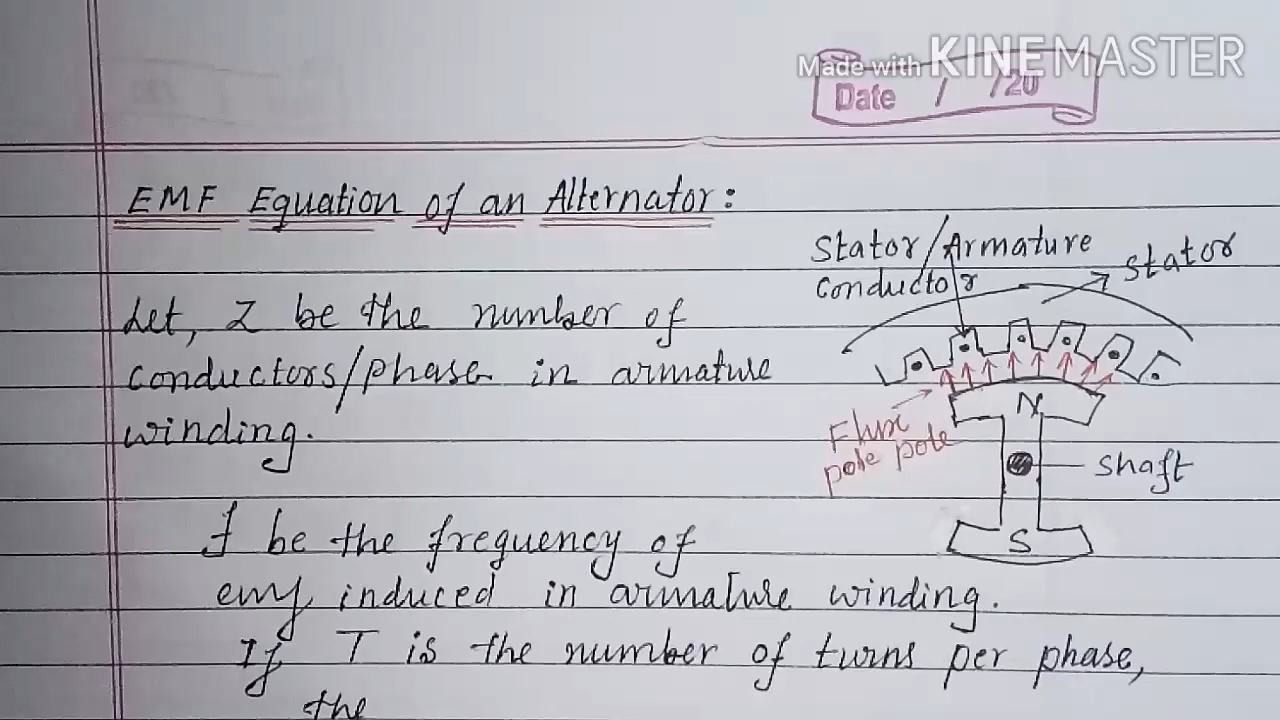 Made with KINEMASTER
Date / /20
EMF Equation of an Alternator:
Stator/Armature
conductor
Stator
Let, Z be the number of
conductors/phase in armature
winding.
N
Flux
pole pole
shaft
S
f be the frequency of
emf induced in armature winding.
If T is the number of turns per phase,
the